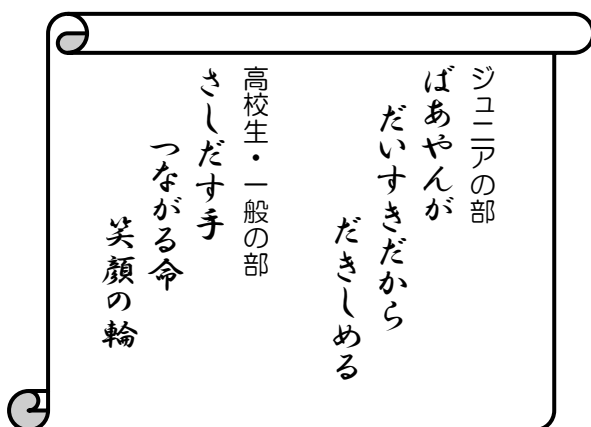 ジュニアの部
ばあやんが
だいすきだから
だきしめる
高校生・一般の部
さしだす手
つながる命
笑顔の輪